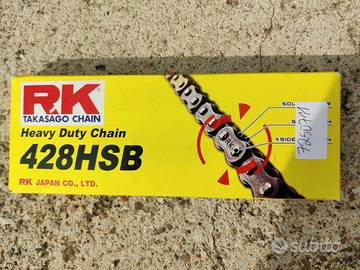 RK
TAKASAGO CHAIN
Heavy Duty Chain
428HSB
RK JAPAN CO., LTD.
subito